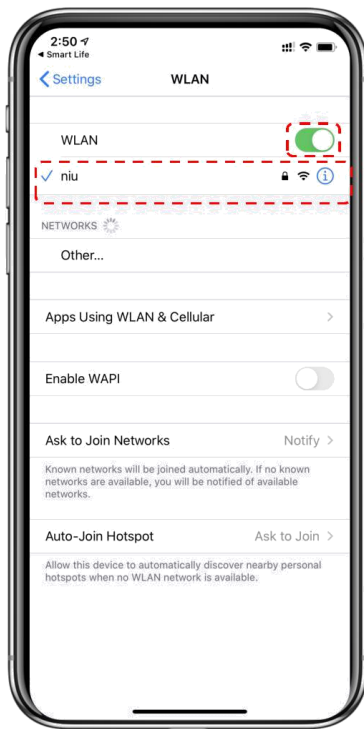 2:50
◀ Smart Life
Settings
WLAN
WLAN
niu
NETWORKS
Other...
Apps Using WLAN & Cellular
Enable WAPI
Ask to Join Networks Notify
Known networks will be joined automatically. If no known
networks are available, you will be notified of available
networks.
Auto-Join Hotspot Ask to Join
Allow this device to automatically discover nearby personal
hotspots when no WLAN network is available.